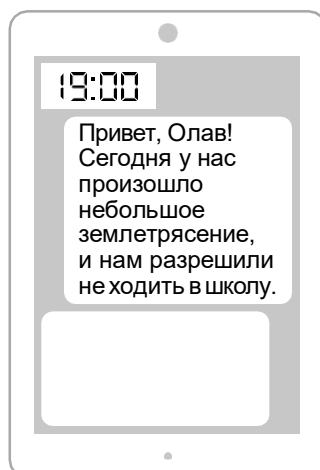 19:00
Привет, Олав!
Сегодня у нас
произошло
небольшое
землетрясение,
и нам разрешили
не ходить в школу.